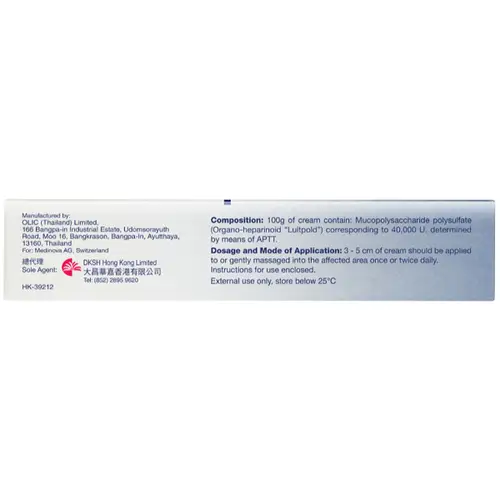 Manufactured by:
OLIC (Thailand) Limited,
166 Bangpa-in Industrial Estate, Udomsorayuth
Road, Moo 16, Bangkrason, Bangpa-In, Ayutthaya,
13160, Thailand
For: Medinova AG, Switzerland
總代理
Sole Agent:
DKSH Hong Kong Limited
大昌華嘉香港有限公司
Tel: (852) 2895 9620
HK-39212
Composition: 100g of cream contain: Mucopolysaccharide polysulfate
(Organo-heparinoid "Luitpold") corresponding to 40,000 U. determined
by means of APTT.
Dosage and Mode of Application: 3 - 5 cm of cream should be applied
to or gently massaged into the affected area once or twice daily.
Instructions for use enclosed.
External use only, store below 25°C